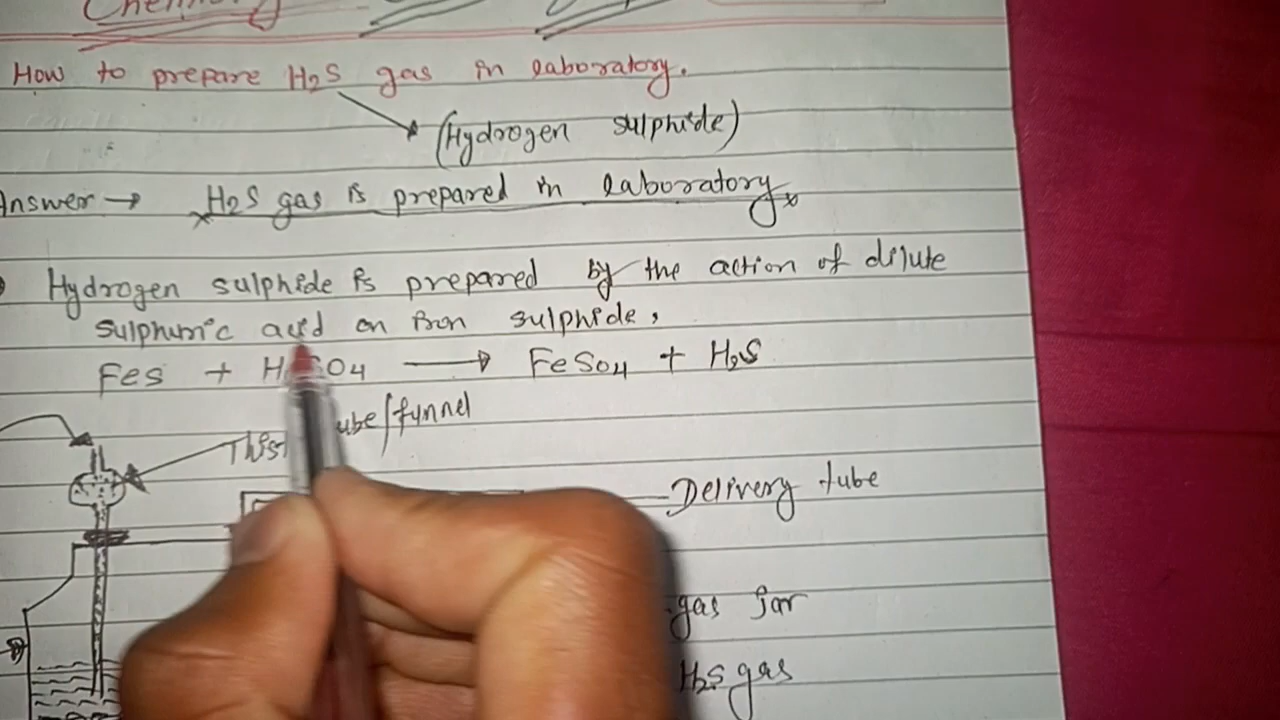 Chemistry
How to prepare H2S gas in laboratory.
(Hydrogen sulphide)
Answer → H2S gas is prepared in laboratory
Hydrogen sulphide is prepared by the action of dilute
sulphuric acid on Iron sulphide,
FeS + H SO4 → FeSO4 + H2S
/funnel
Delivery tube
gas jar
H2S gas